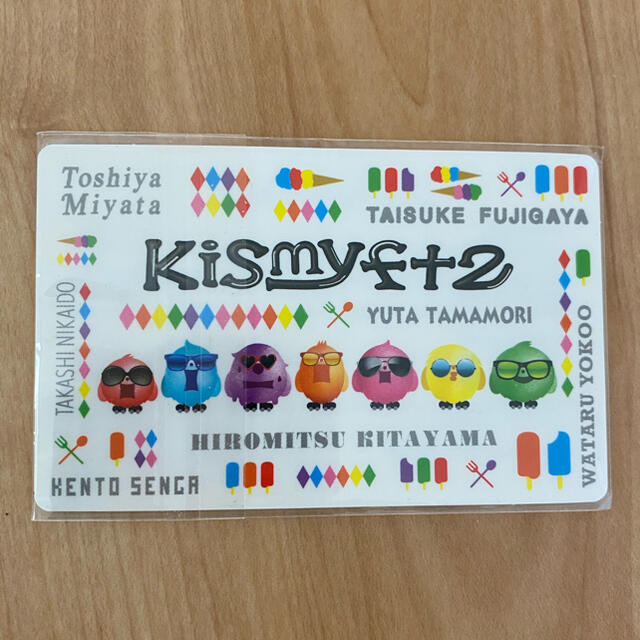 Toshiya
Miyata
TAISUKE FUJIGAYA
Kismyft2
TAKASHI NIKAIDO
YUTA TAMAMORI
WATARU YOKOO
HIROMITSU KITAYAMA
KENTO SENGA